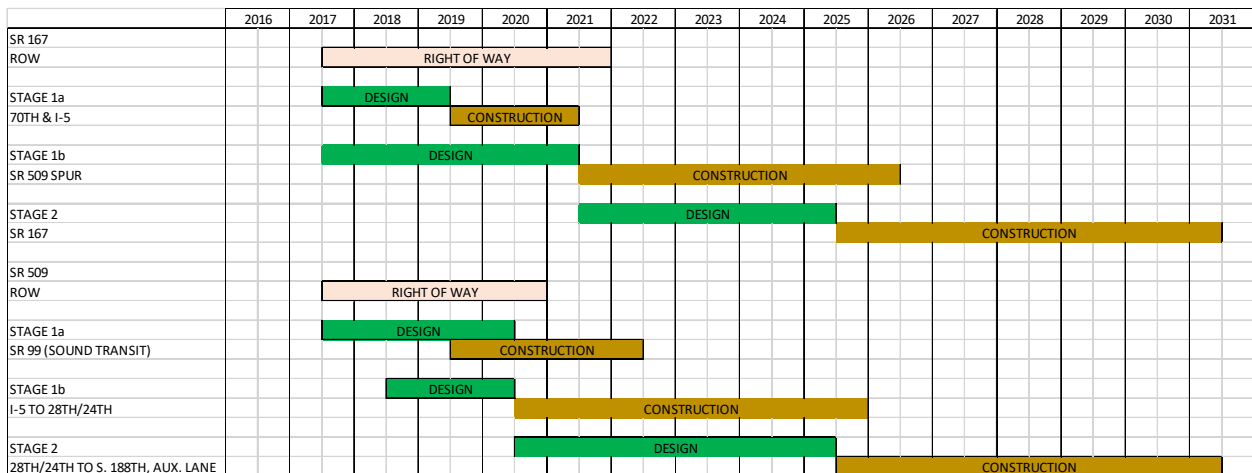 2016 2017 2018 2019 2020 2021 2022 2023 2024 2025 2026 2027 2028 2029 2030 2031
SR 167
ROW RIGHT OF WAY
STAGE 1a DESIGN
70TH & I-5 CONSTRUCTION
STAGE 1b DESIGN
SR 509 SPUR CONSTRUCTION
STAGE 2 DESIGN
SR 167 CONSTRUCTION
SR 509
ROW RIGHT OF WAY
STAGE 1a DESIGN
SR 99 (SOUND TRANSIT) CONSTRUCTION
STAGE 1b DESIGN
I-5 TO 28TH/24TH CONSTRUCTION
STAGE 2 DESIGN
28TH/24TH TO S. 188TH, AUX. LANE CONSTRUCTION